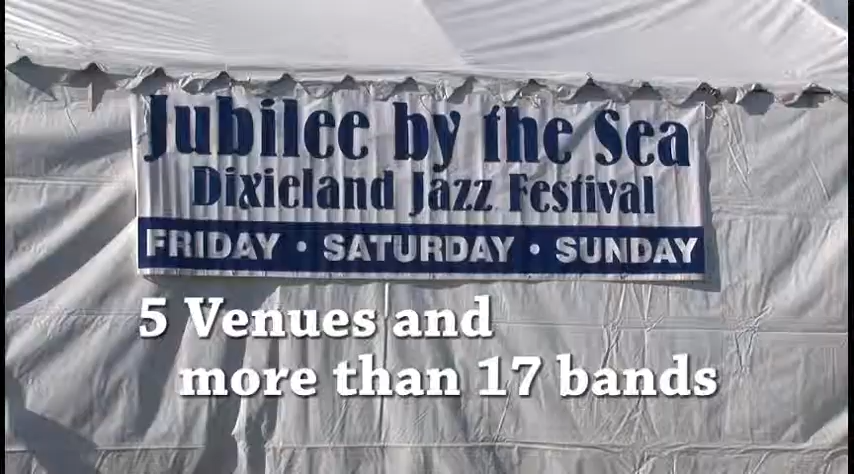 Jubilee by the Sea
Dixieland Jazz Festival
FRIDAY • SATURDAY • SUNDAY
5 Venues and
more than 17 bands